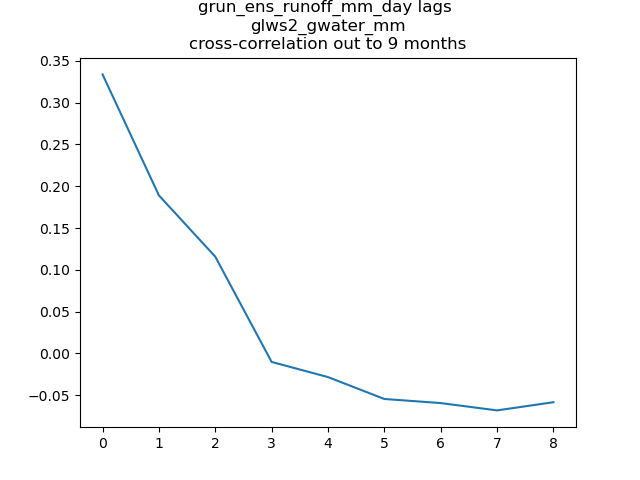 grun_ens_runoff_mm_day lags
glws2_gwater_mm
cross-correlation out to 9 months
0.35
0.30
0.25
0.20
0.15
0.10
0.05
0.00
−0.05
0 1 2 3 4 5 6 7 8